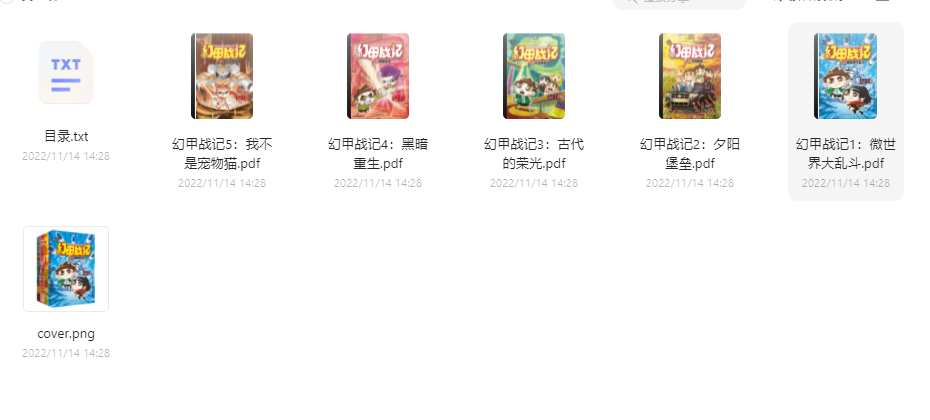 TXT
目录.txt
2022/11/14 14:28
幻甲战记
幻甲战记5：我不
是宠物猫.pdf
2022/11/14 14:28
幻甲战记
幻甲战记4：黑暗
重生.pdf
2022/11/14 14:28
幻甲战记
幻甲战记3：古代
的荣光.pdf
2022/11/14 14:28
幻甲战记
幻甲战记2：夕阳
堡垒.pdf
2022/11/14 14:28
幻甲战记
幻甲战记1：微世
界大乱斗.pdf
2022/11/14 14:28
幻甲战记
cover.png
2022/11/14 14:28